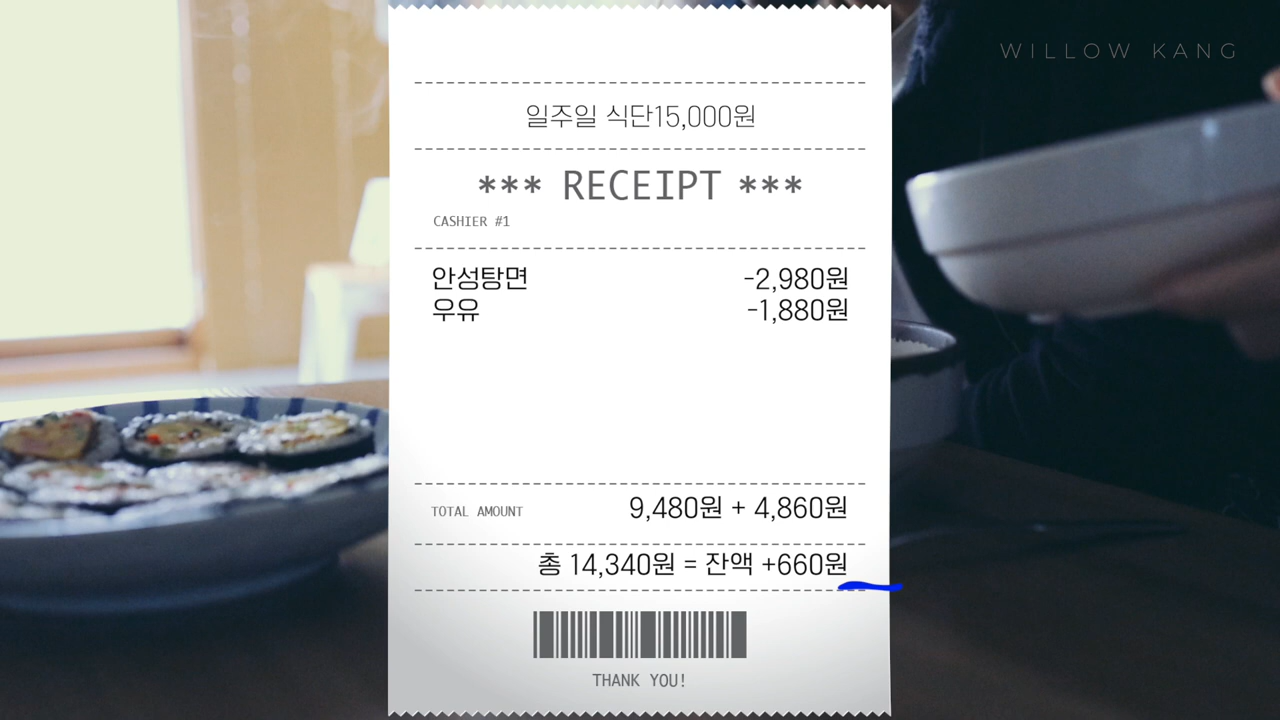 WILLOW KANG
일주일 식단15,000원
*** RECEIPT ***
CASHIER #1
안성탕면 -2,980원
우유 -1,880원
TOTAL AMOUNT 9,480원 + 4,860원
총 14,340원 = 잔액 +660원
THANK YOU!